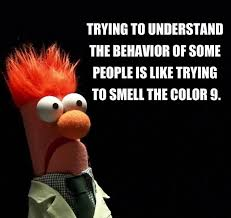 TRYING TO UNDERSTAND
THE BEHAVIOR OF SOME
PEOPLE IS LIKE TRYING
TO SMELL THE COLOR 9.